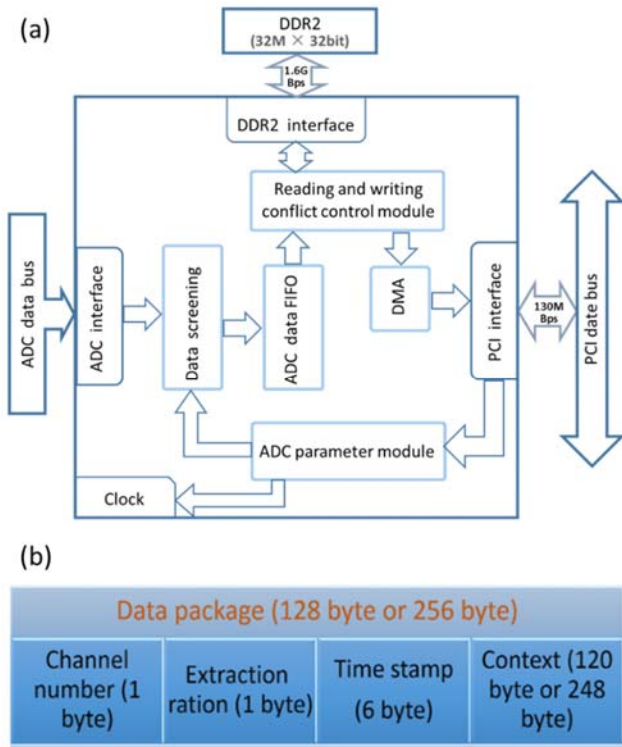 (a)
DDR2
(32M × 32bit)
1.6G
Bps
DDR2 interface
Reading and writing
conflict control module
ADC data bus
ADC interface
Data screening
ADC data FIFO
DMA
PCI interface
130M
Bps
PCI date bus
ADC parameter module
Clock
(b)
Data package (128 byte or 256 byte)
Channel
number (1
byte)
Extraction
ration (1 byte)
Time stamp
(6 byte)
Context (120
byte or 248
byte)